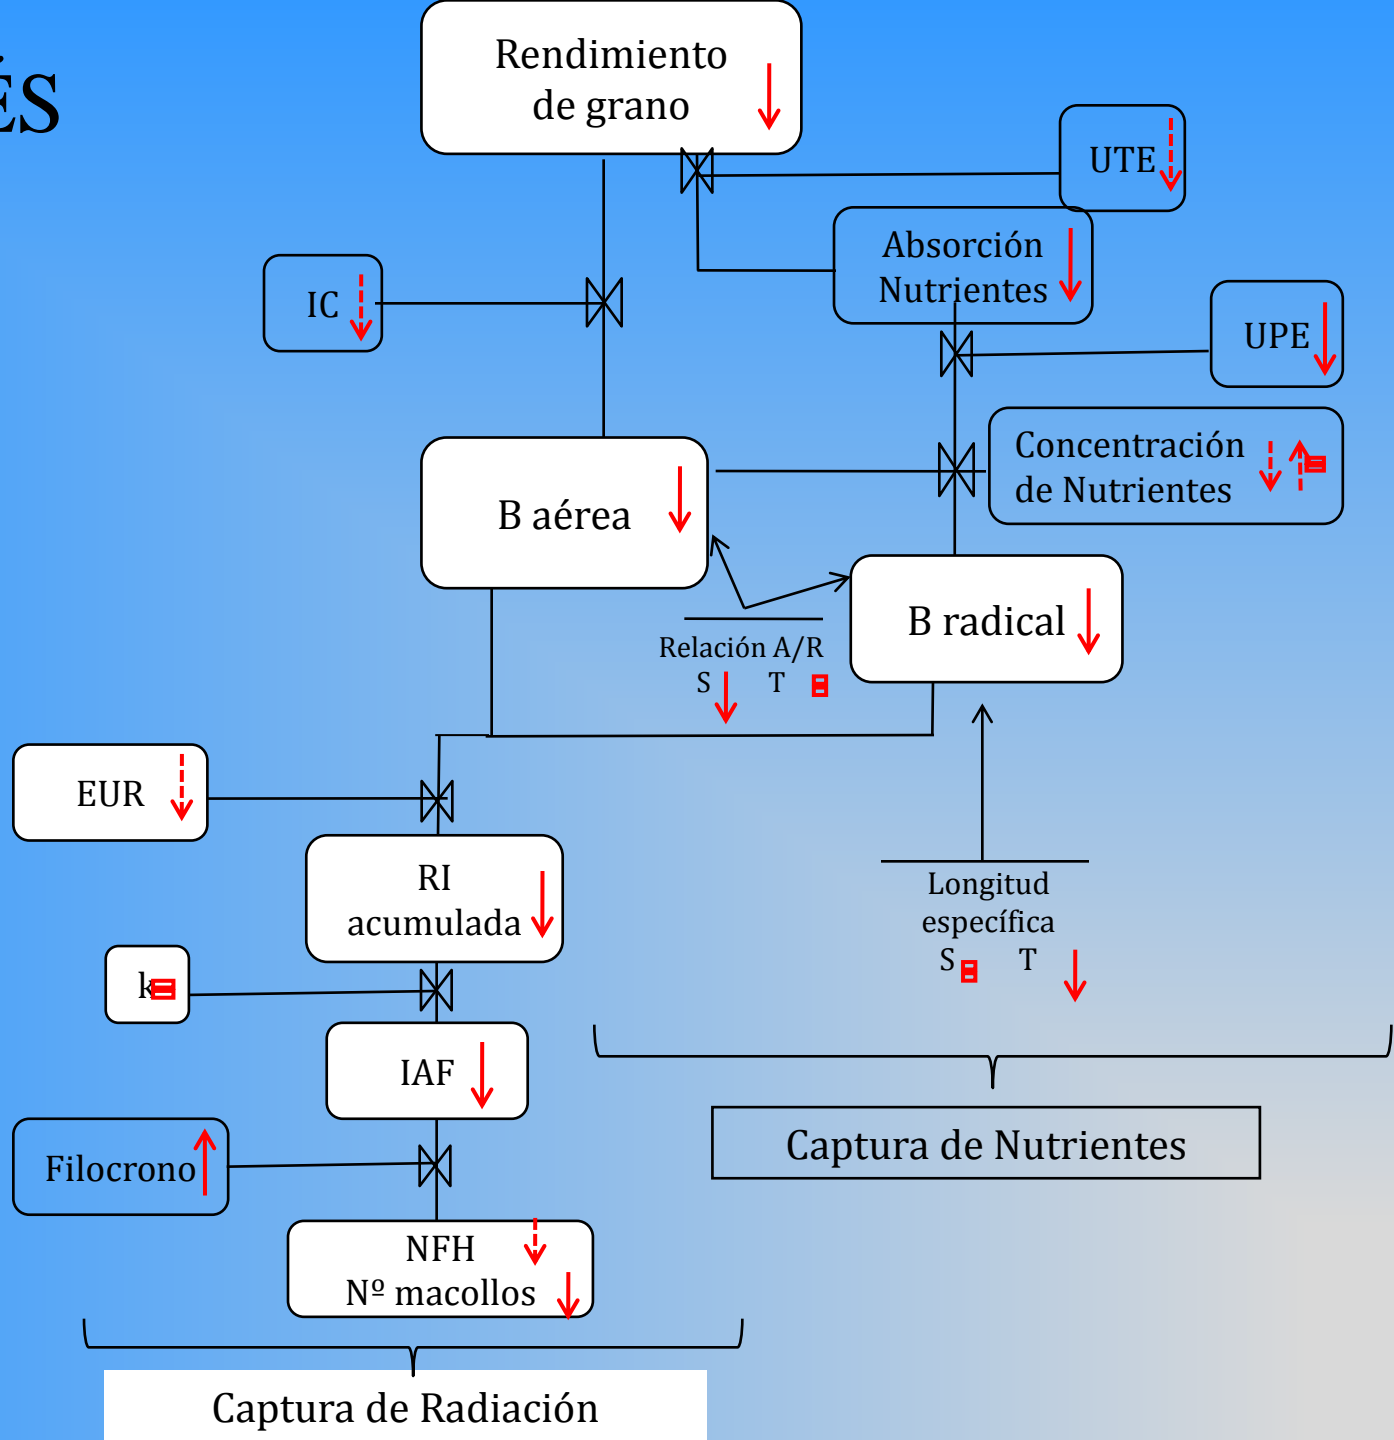 ÉS
Rendimiento
de grano
UTE
Absorción
Nutrientes
IC
UPE
Concentración
de Nutrientes
B aérea
B radical
Relación A/R
S T
EUR
RI
acumulada
Longitud
específica
S T
k
IAF
Filocrono
Captura de Nutrientes
NFH
Nº macollos
Captura de Radiación